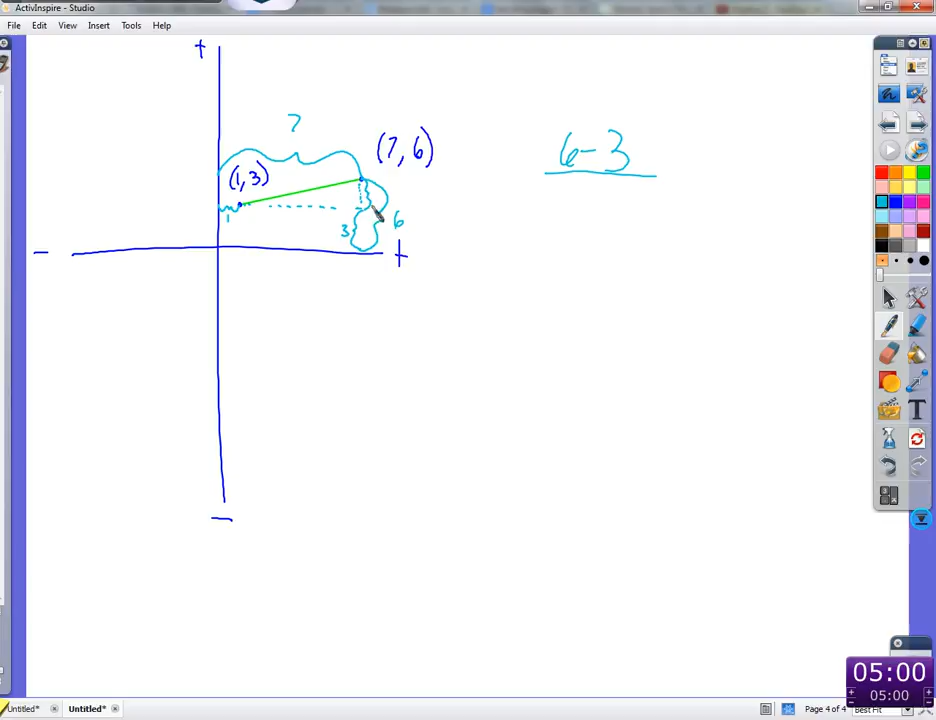 ActivInspire - Studio
File Edit View Insert Tools Help
+
7
(7, 6)
(1, 3)
6 - 3
1
3
6
-
+
-
05:00
05:00
Untitled* Untitled*
Page 4 of 4 Best Fit